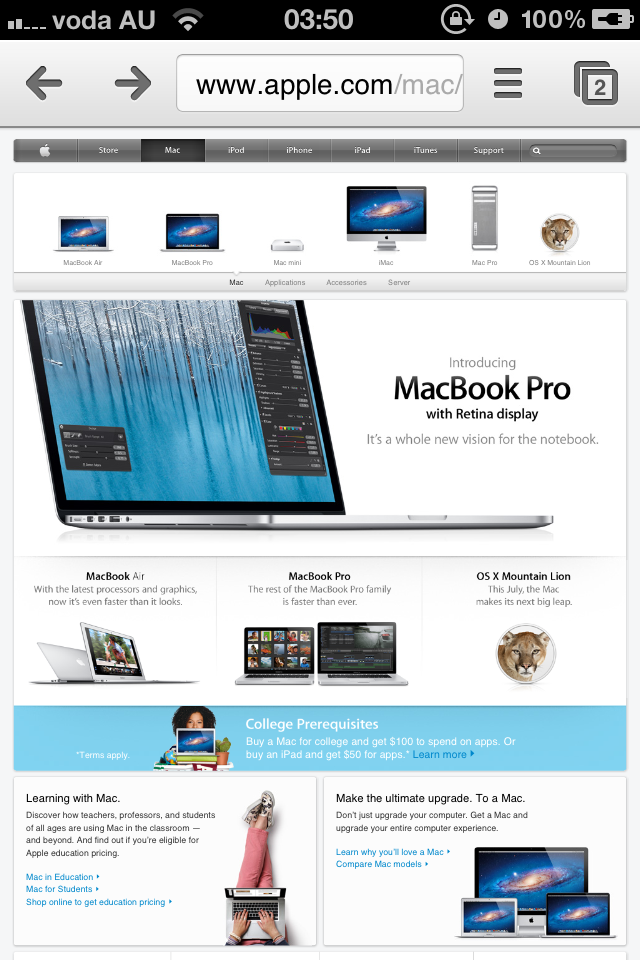 voda AU 03:50 100%
www.apple.com/mac/ 2
Store Mac iPod iPhone iPad iTunes Support
MacBook Air MacBook Pro Mac mini iMac Mac Pro OS X Mountain Lion
Mac Applications Accessories Server
Introducing
MacBook Pro
with Retina display
It's a whole new vision for the notebook.
MacBook Air
With the latest processors and graphics,
now it's even faster than it looks.
MacBook Pro
The rest of the MacBook Pro family
is faster than ever.
OS X Mountain Lion
This July, the Mac
makes its next big leap.
College Prerequisites
Buy a Mac for college and get $100 to spend on apps. Or
buy an iPad and get $50 for apps.* Learn more
*Terms apply.
Learning with Mac.
Discover how teachers, professors, and students
of all ages are using Mac in the classroom —
and beyond. And find out if you're eligible for
Apple education pricing.
Mac in Education
Mac for Students
Shop online to get education pricing
Make the ultimate upgrade. To a Mac.
Don't just upgrade your computer. Get a Mac and
upgrade your entire computer experience.
Learn why you'll love a Mac
Compare Mac models